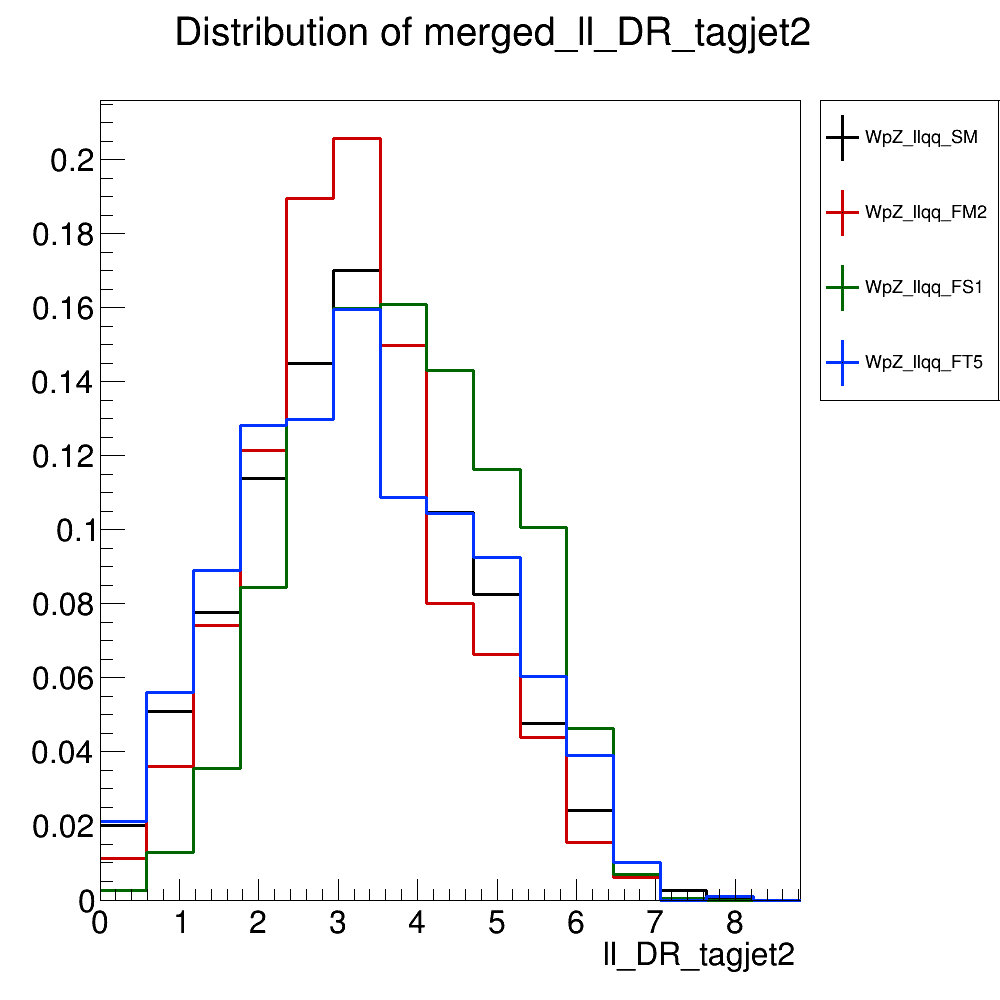 Distribution of merged_ll_DR_tagjet2
WpZ_llqq_SM
WpZ_llqq_FM2
WpZ_llqq_FS1
WpZ_llqq_FT5
0.2
0.18
0.16
0.14
0.12
0.1
0.08
0.06
0.04
0.02
0
0 1 2 3 4 5 6 7 8
ll_DR_tagjet2